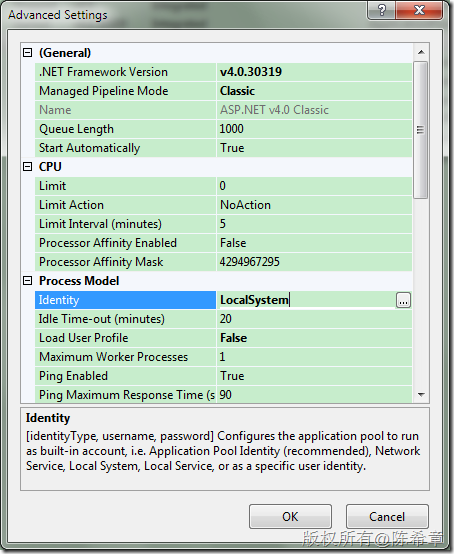 Advanced Settings
(General)
.NET Framework Version v4.0.30319
Managed Pipeline Mode Classic
Name ASP.NET v4.0 Classic
Queue Length 1000
Start Automatically True
CPU
Limit 0
Limit Action NoAction
Limit Interval (minutes) 5
Processor Affinity Enabled False
Processor Affinity Mask 4294967295
Process Model
Identity LocalSystem ...
Idle Time-out (minutes) 20
Load User Profile False
Maximum Worker Processes 1
Ping Enabled True
Ping Maximum Response Time (s 90
Identity
[identityType, username, password] Configures the application pool to run
as built-in account, i.e. Application Pool Identity (recommended), Network
Service, Local System, Local Service, or as a specific user identity.
OK Cancel
版权所有@陈希章